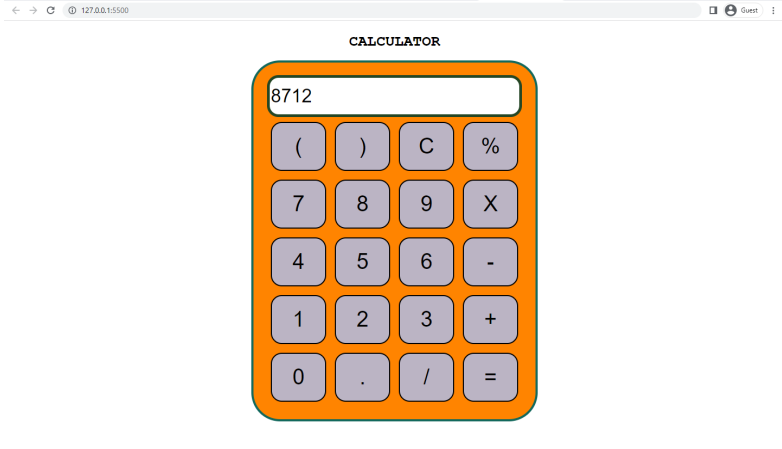 127.0.0.1:5500
Guest
CALCULATOR
8712
( ) C %
7 8 9 X
4 5 6 -
1 2 3 +
0 . / =